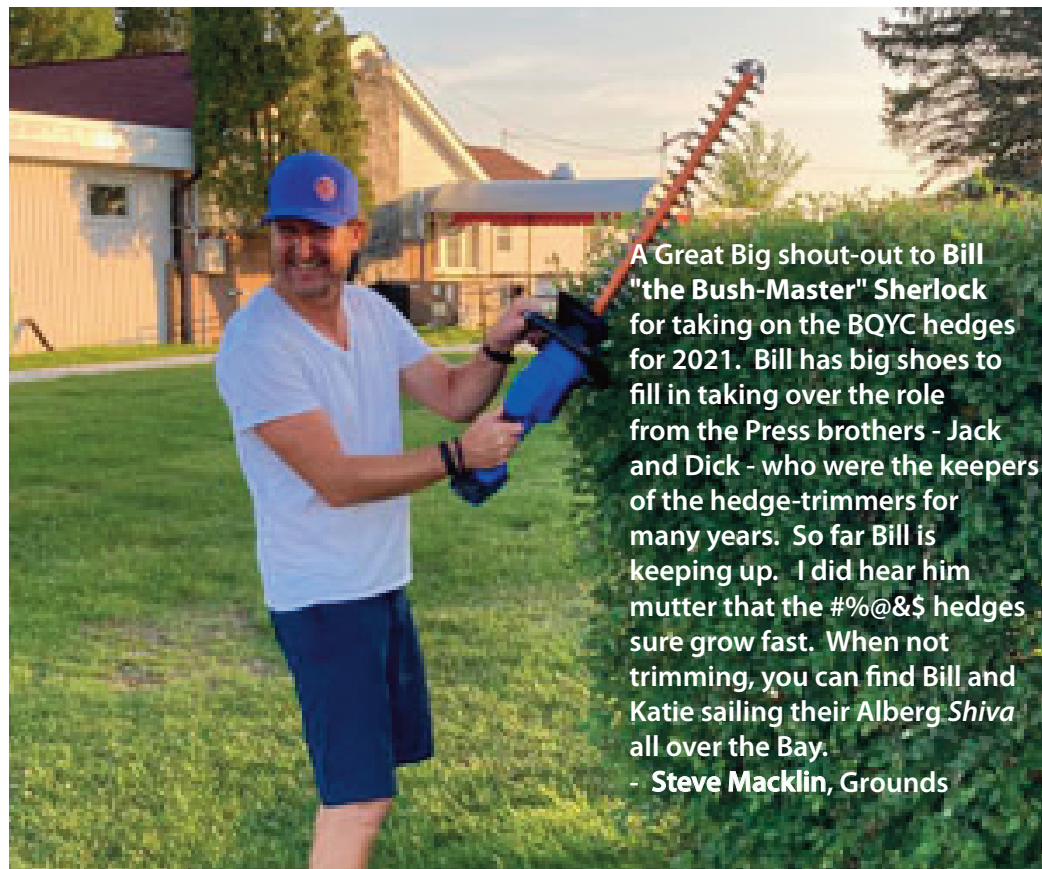 A Great Big shout-out to Bill
"the Bush-Master" Sherlock
for taking on the BQYC hedges
for 2021.  Bill has big shoes to
fill in taking over the role
from the Press brothers - Jack
and Dick - who were the keepers
of the hedge-trimmers for
many years.  So far Bill is
keeping up.   I did hear him
mutter that the #%@&$ hedges
sure grow fast.  When not
trimming, you can find Bill and
Katie sailing their Alberg Shiva
all over the Bay.
-  Steve Macklin, Grounds